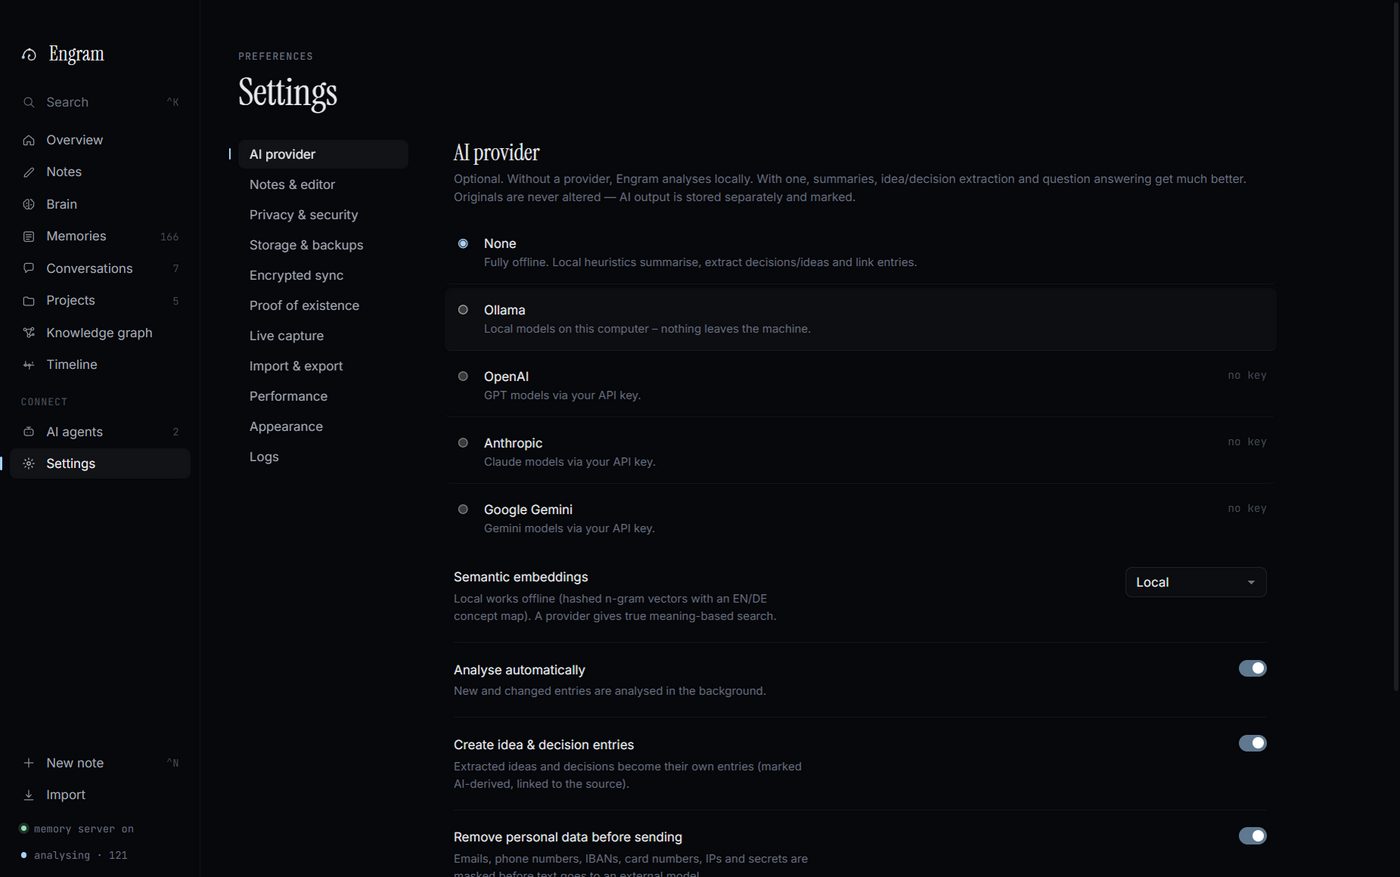 Engram
Search ^K
Overview
Notes
Brain
Memories 166
Conversations 7
Projects 5
Knowledge graph
Timeline
CONNECT
AI agents 2
Settings
New note ^N
Import
memory server on
analysing · 121
PREFERENCES
Settings
AI provider
Notes & editor
Privacy & security
Storage & backups
Encrypted sync
Proof of existence
Live capture
Import & export
Performance
Appearance
Logs
AI provider
Optional. Without a provider, Engram analyses locally. With one, summaries, idea/decision extraction and question answering get much better.
Originals are never altered — AI output is stored separately and marked.
None
Fully offline. Local heuristics summarise, extract decisions/ideas and link entries.
Ollama
Local models on this computer – nothing leaves the machine.
OpenAI no key
GPT models via your API key.
Anthropic no key
Claude models via your API key.
Google Gemini no key
Gemini models via your API key.
Semantic embeddings Local
Local works offline (hashed n-gram vectors with an EN/DE
concept map). A provider gives true meaning-based search.
Analyse automatically
New and changed entries are analysed in the background.
Create idea & decision entries
Extracted ideas and decisions become their own entries (marked
AI-derived, linked to the source).
Remove personal data before sending
Emails, phone numbers, IBANs, card numbers, IPs and secrets are
masked before text goes to an external model.